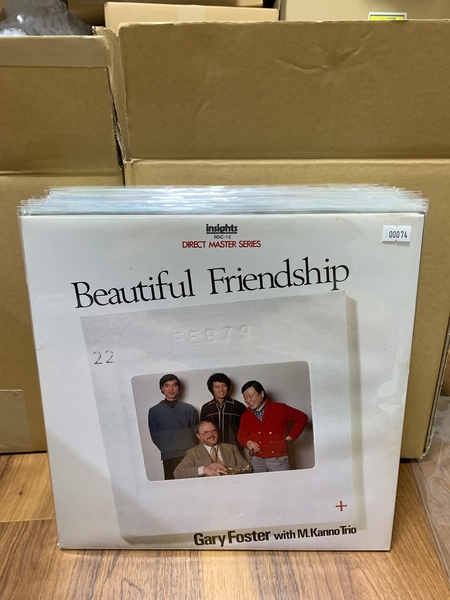 insights
RDC-12
DIRECT MASTER SERIES
00074
Beautiful Friendship
FEB79
22
Gary Foster with M.Kanno Trio